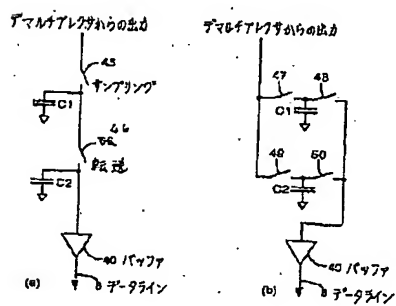 デマルチプレクサからの出力
デマルチプレクサからの出力
45
サンプリング
C1
46
転送
C2
40 バッファ
(a)
データライン
47
48
C1
49
50
C2
40 バッファ
(b)
データライン